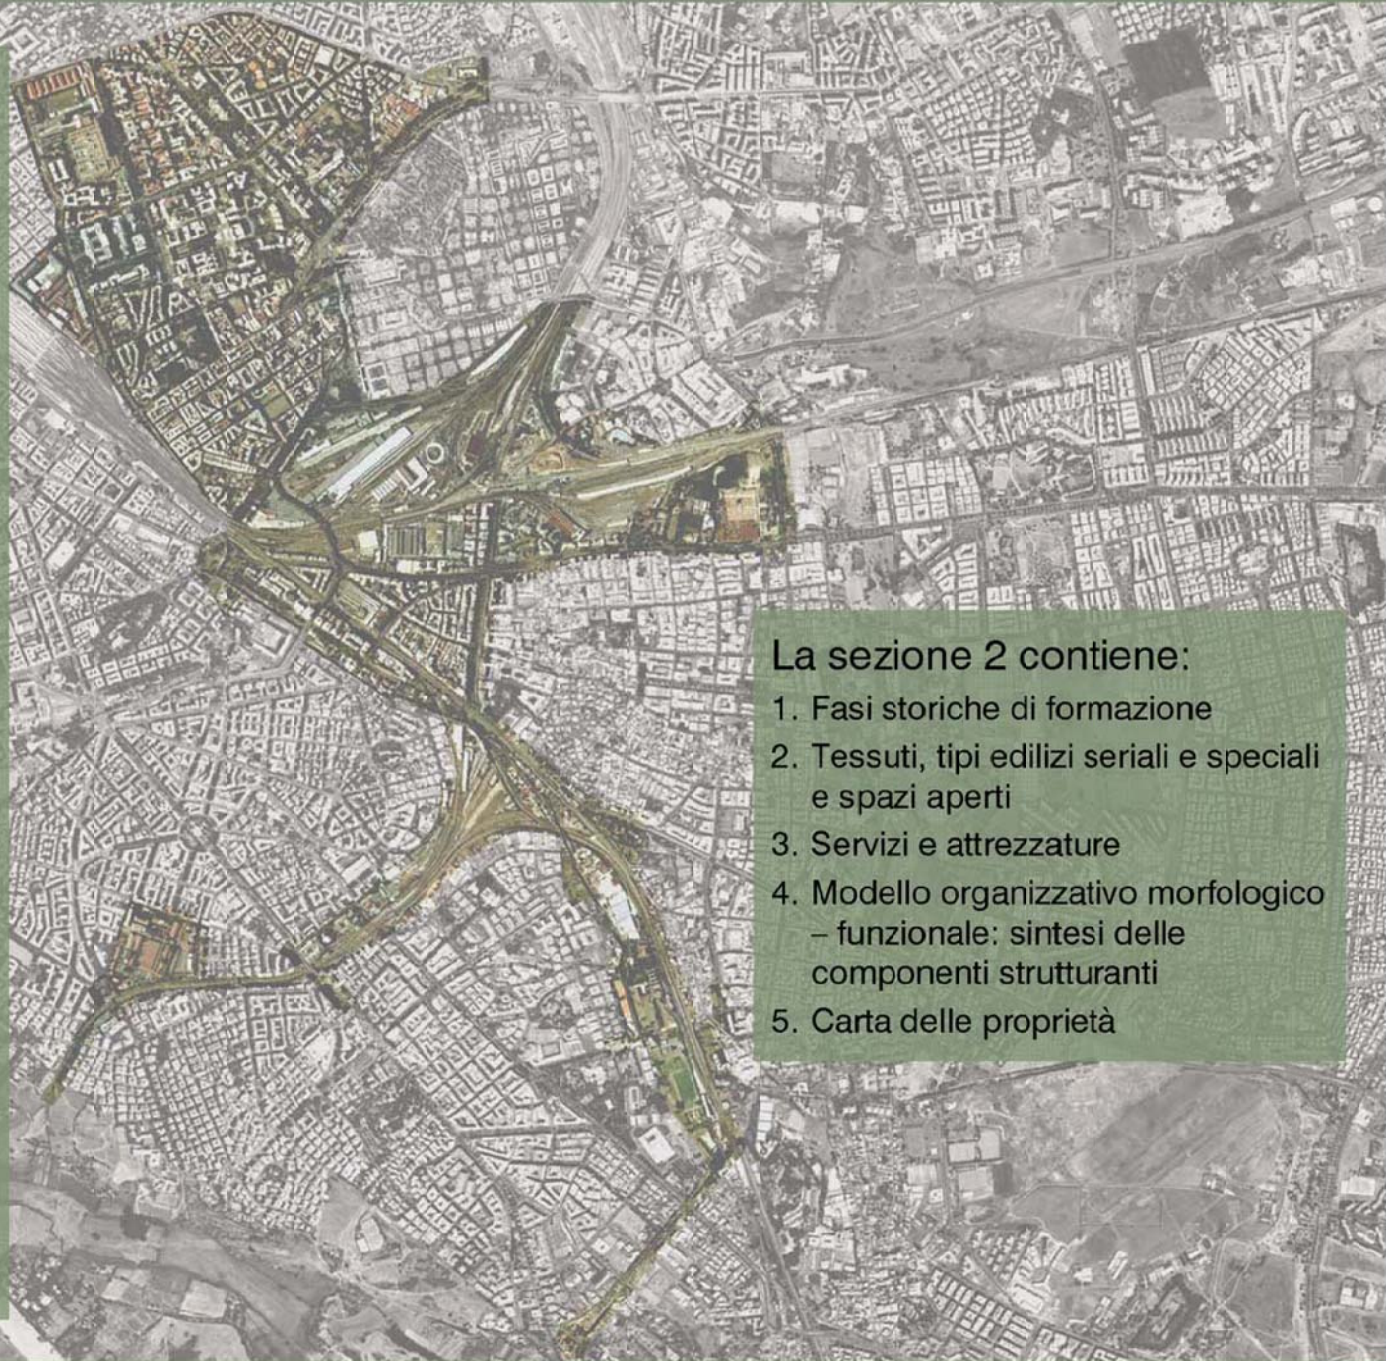 La sezione 2 contiene:
1. Fasi storiche di formazione
2. Tessuti, tipi edilizi seriali e speciali
e spazi aperti
3. Servizi e attrezzature
4. Modello organizzativo morfologico
– funzionale: sintesi delle
componenti strutturanti
5. Carta delle proprietà